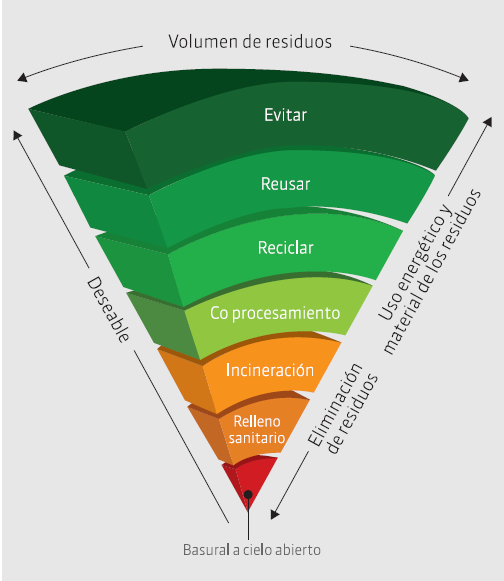 Volumen de residuos
Evitar
Reusar
Reciclar
Co procesamiento
Incineración
Relleno
sanitario
Deseable
Uso energético y
material de los residuos
Eliminación
de residuos
Basural a cielo abierto